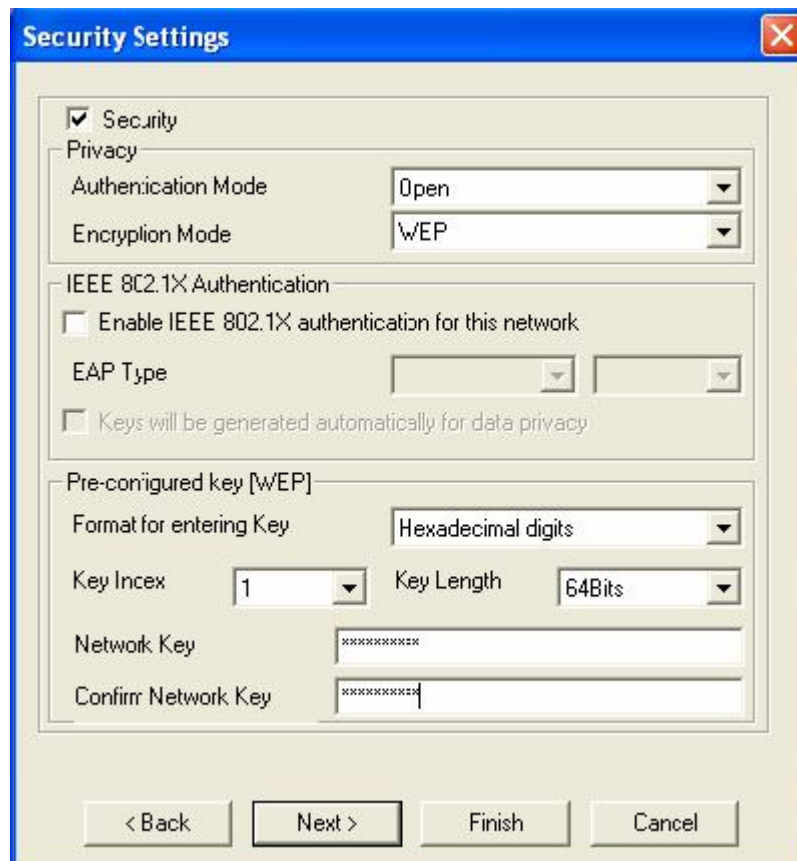 Security Settings
Security
Privacy
Authentication Mode
Open
Encryption Mode
WEP
IEEE 802.1X Authentication
Enable IEEE 802.1X authentication for this network
EAP Type
Keys will be generated automatically for data privacy
Pre-configured key [WEP]
Format for entering Key
Hexadecimal digits
Key Index
1
Key Length
64Bits
Network Key
**********
Confirm Network Key
**********
< Back
Next >
Finish
Cancel